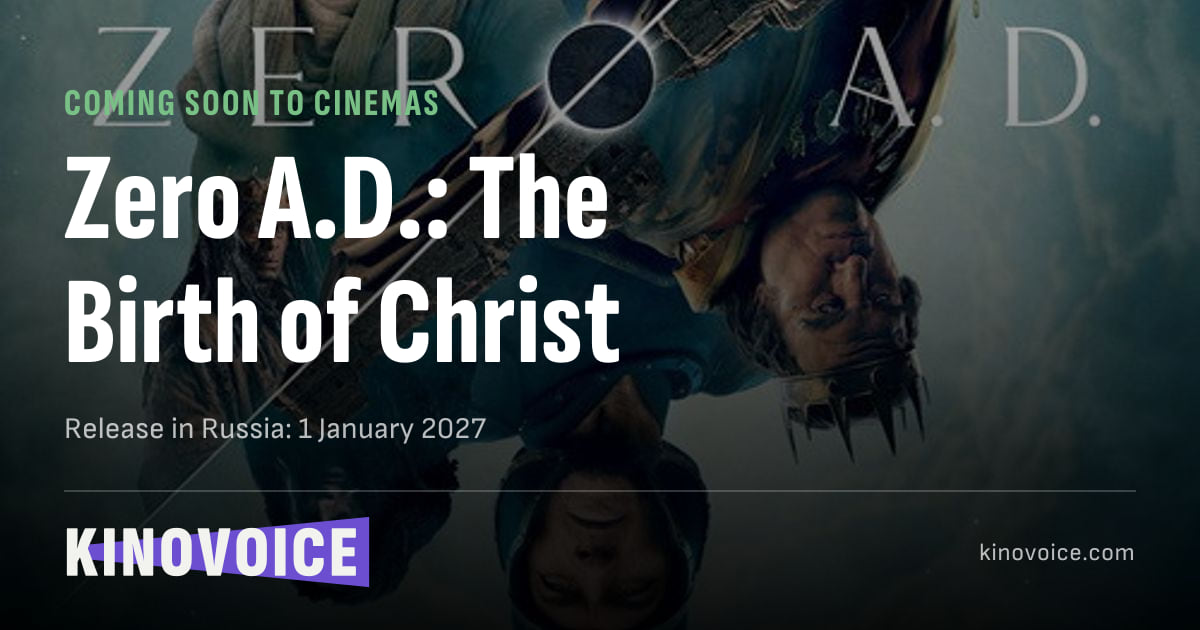 ZERO A.D.
COMING SOON TO CINEMAS
Zero A.D.: The
Birth of Christ
Release in Russia: 1 January 2027
KINOVOICE
kinovoice.com